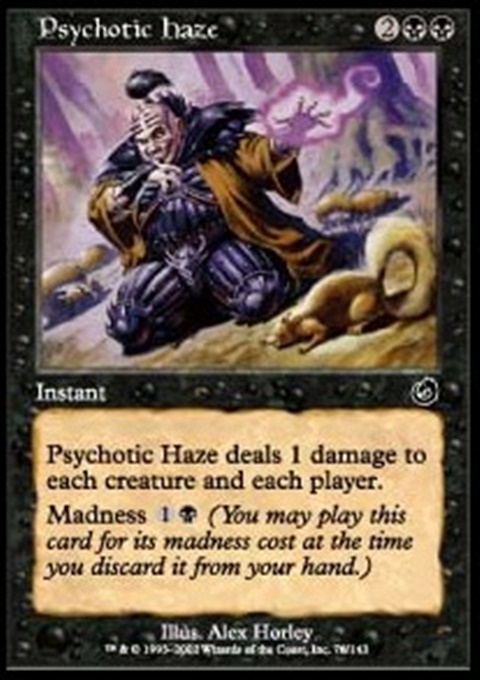 Psychotic Haze 2
Instant
Psychotic Haze deals 1 damage to
each creature and each player.
Madness 1 (You may play this
card for its madness cost at the time
you discard it from your hand.)
Illus. Alex Horley
™ & © 1993-2002 Wizards of the Coast, Inc. 76/143